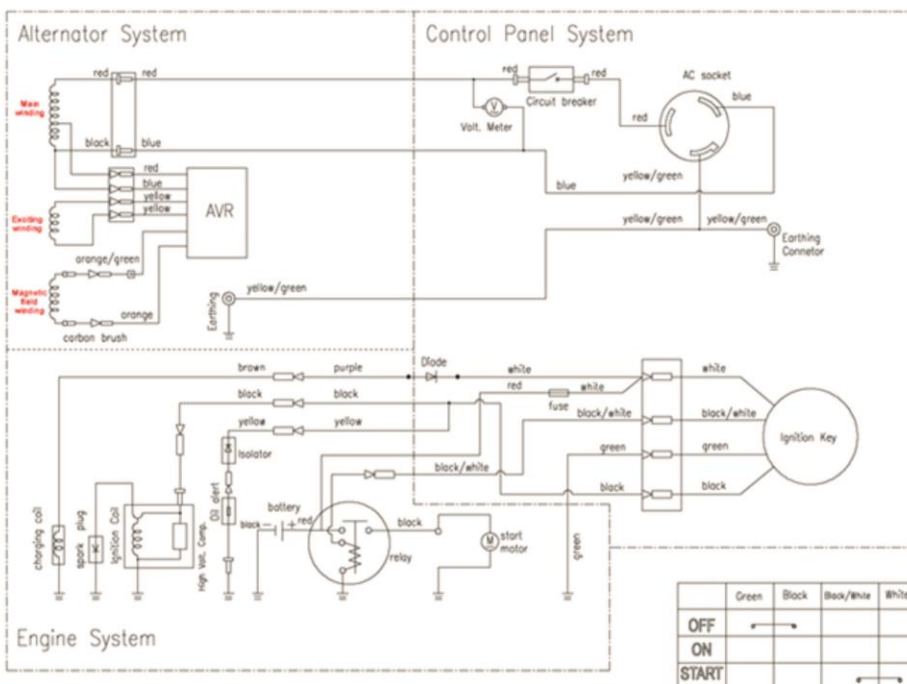 Alternator System
Control Panel System
red
red
red
red
AC socket
blue
Main
winding
Circuit breaker
V
Volt. Meter
red
black
blue
red
blue
yellow
yellow
AVR
yellow/green
blue
Exciting
winding
yellow/green
yellow/green
Earthing
Connetor
orange/green
Magnetic
field
winding
yellow/green
Earthing
orange
carbon brush
brown
purple
Diode
white
white
red
white
fuse
black
black
black/white
black/white
yellow
yellow
Ignition Key
Isolator
green
green
black/white
black
black
battery
Oil alert
black
red
black
start
motor
M
relay
charging coil
spark plug
Ignition Coil
High Volt. Comp.
green
Engine System
Green
Black
Black/White
White
OFF
ON
START